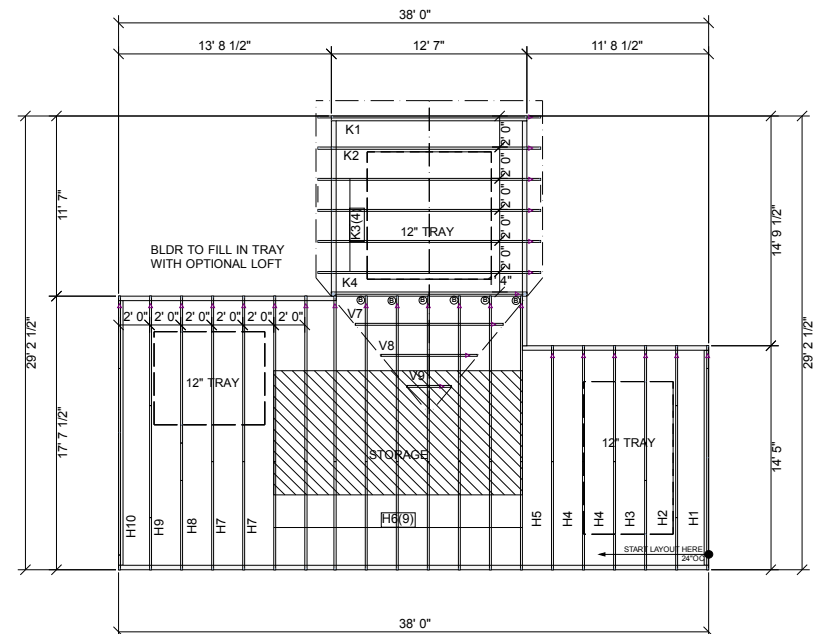 38' 0"
13' 8 1/2"
12' 7"
11' 8 1/2"
K1
2' 0"
K2
2' 0"
2' 0"
K3(4)
12" TRAY
2' 0"
2' 0"
K4
4"
11' 7"
14' 9 1/2"
29' 2 1/2"
29' 2 1/2"
BLDR TO FILL IN TRAY
WITH OPTIONAL LOFT
2' 0"
2' 0"
2' 0"
2' 0"
2' 0"
2' 0"
V7
V8
V9
12" TRAY
12" TRAY
STORAGE
17' 7 1/2"
14' 5"
H10
H9
H8
H7
H7
H6(9)
H5
H4
H4
H3
H2
H1
START LAYOUT HERE
24"OC
38' 0"